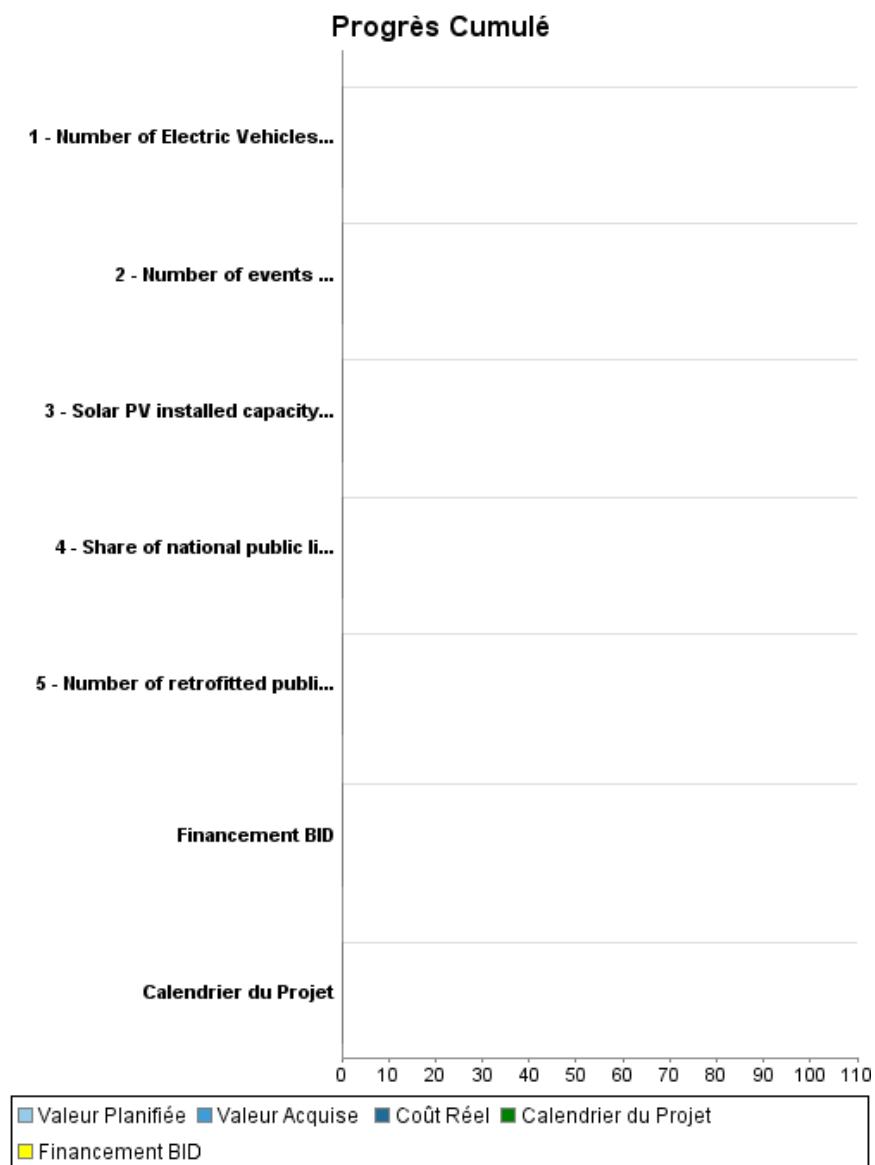 Progrès Cumulé
1 - Number of Electric Vehicles...
2 - Number of events ...
3 - Solar PV installed capacity...
4 - Share of national public li...
5 - Number of retrofitted publi...
Financement BID
Calendrier du Projet
0 10 20 30 40 50 60 70 80 90 100 110
Valeur Planifiée Valeur Acquise Coût Réel Calendrier du Projet
Financement BID